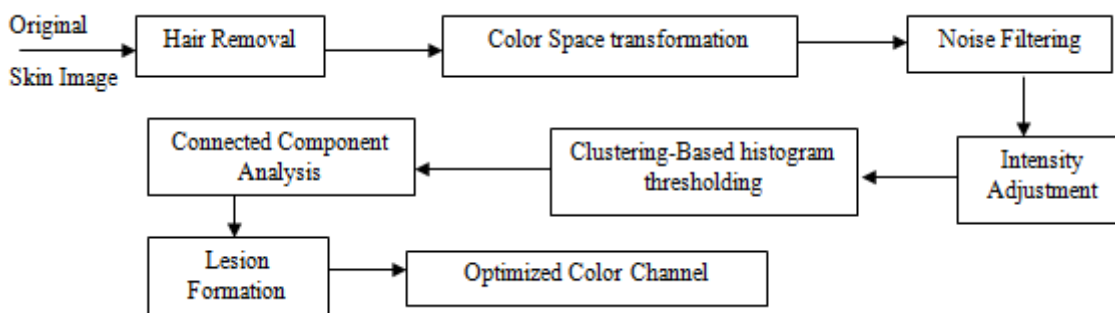 Original
Skin Image
Hair Removal
Color Space transformation
Noise Filtering
Intensity
Adjustment
Clustering-Based histogram
thresholding
Connected Component
Analysis
Lesion
Formation
Optimized Color Channel